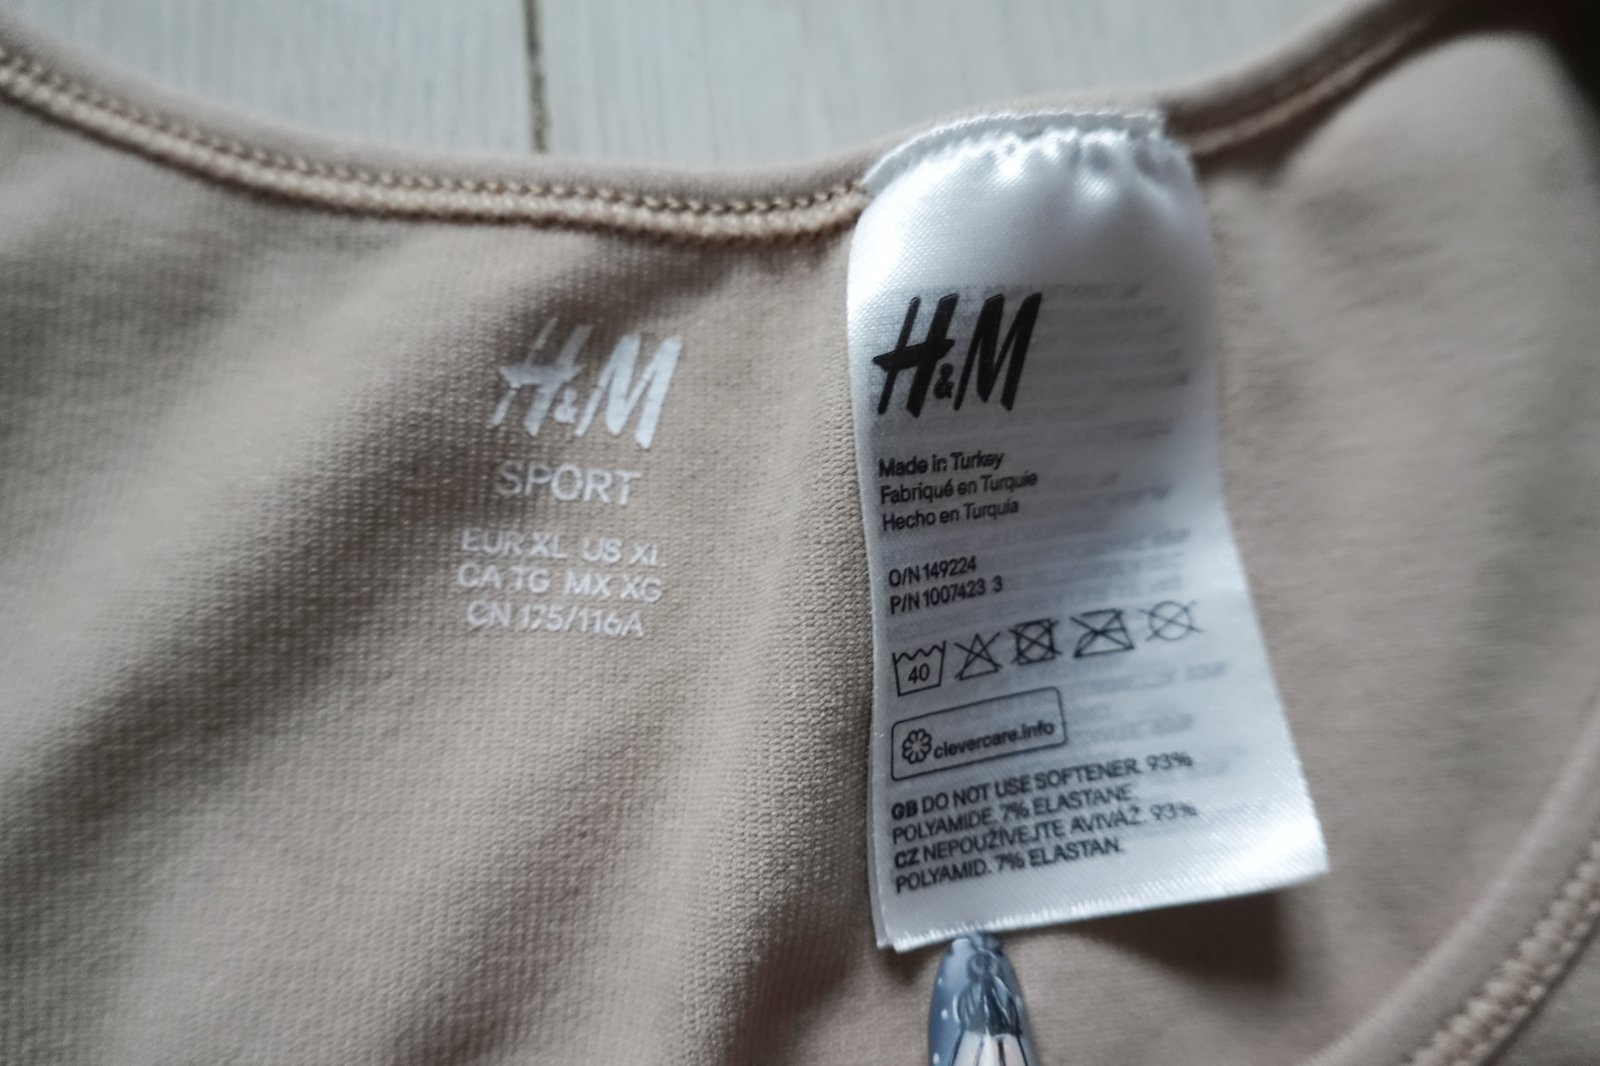 H&M
SPORT
EUR XL US XL
CA TG MX XG
CN 175/116A
H&M
Made in Turkey
Fabriqué en Turquie
Hecho en Turquía
O/N 149224
P/N 1007423 3
40
clevercare.info
GB DO NOT USE SOFTENER. 93%
POLYAMIDE. 7% ELASTANE.
CZ NEPOUŽÍVEJTE AVIVÁŽ. 93%
POLYAMID. 7% ELASTAN.